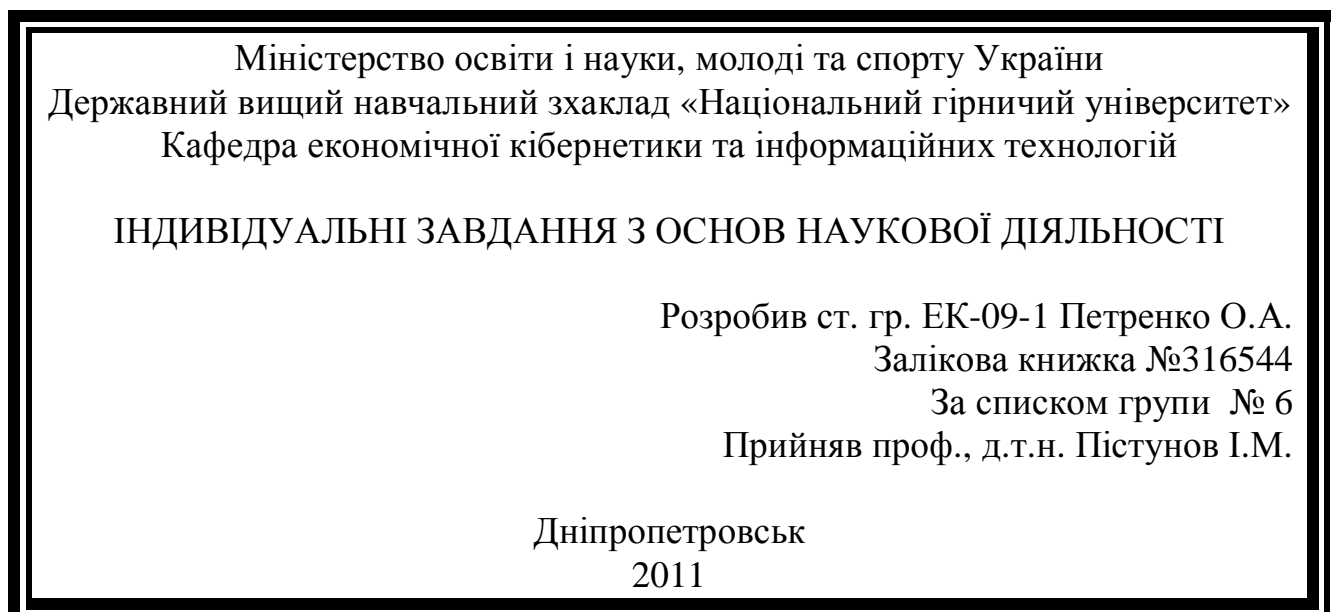 Міністерство освіти і науки, молоді та спорту України
Державний вищий навчальний зхаклад «Національний гірничий університет»
Кафедра економічної кібернетики та інформаційних технологій
ІНДИВІДУАЛЬНІ ЗАВДАННЯ З ОСНОВ НАУКОВОЇ ДІЯЛЬНОСТІ
Розробив ст. гр. ЕК-09-1 Петренко О.А.
Залікова книжка №316544
За списком групи № 6
Прийняв проф., д.т.н. Пістунов І.М.
Дніпропетровськ
2011